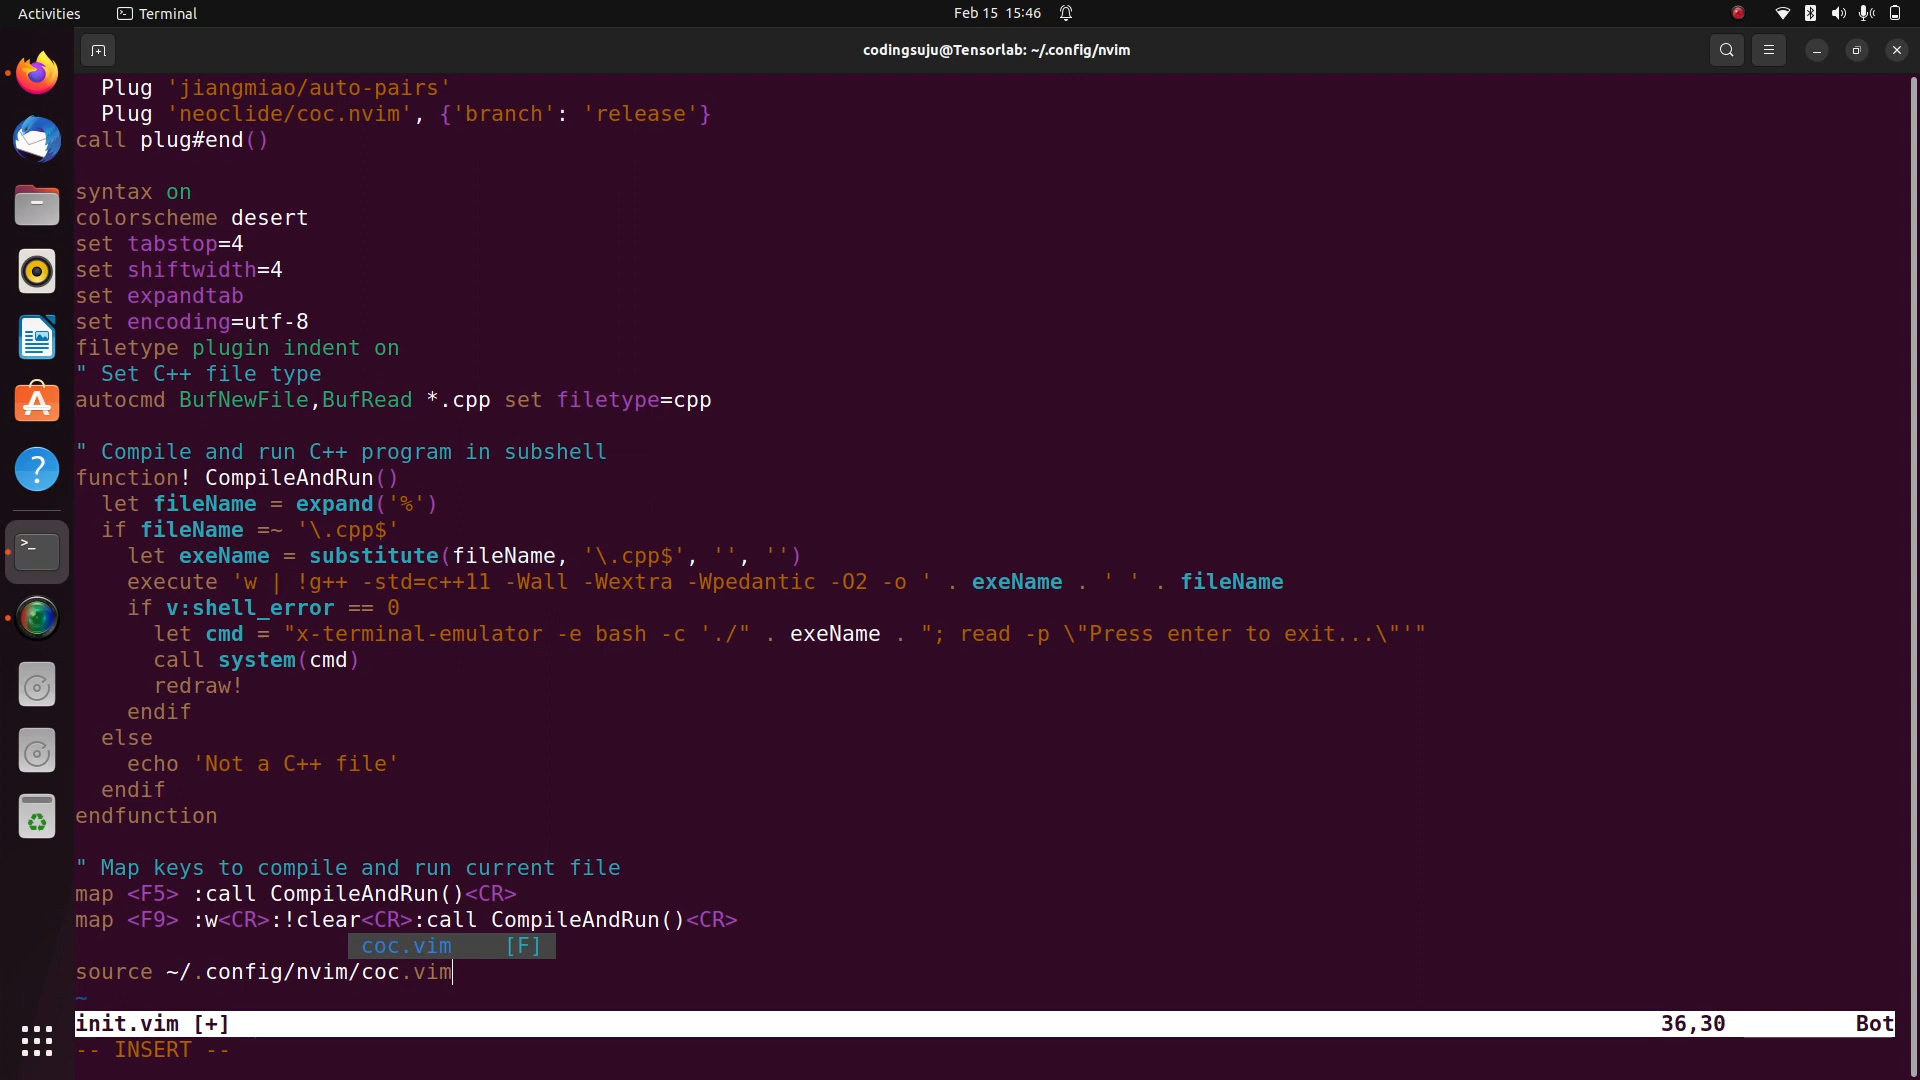 Activities
Terminal
Feb 15 15:46
codingsuju@Tensorlab: ~/.config/nvim
Plug 'jiangmiao/auto-pairs'
Plug 'neoclide/coc.nvim', {'branch': 'release'}
call plug#end()
syntax on
colorscheme desert
set tabstop=4
set shiftwidth=4
set expandtab
set encoding=utf-8
filetype plugin indent on
" Set C++ file type
autocmd BufNewFile,BufRead *.cpp set filetype=cpp
" Compile and run C++ program in subshell
function! CompileAndRun()
let fileName = expand('%')
if fileName =~ '\.cpp$'
let exeName = substitute(fileName, '\.cpp$', '', '')
execute 'w | !g++ -std=c++11 -Wall -Wextra -Wpedantic -O2 -o ' . exeName . ' ' . fileName
if v:shell_error == 0
let cmd = "x-terminal-emulator -e bash -c './" . exeName . "; read -p \"Press enter to exit...\"'"
call system(cmd)
redraw!
endif
else
echo 'Not a C++ file'
endif
endfunction
" Map keys to compile and run current file
map <F5> :call CompileAndRun()<CR>
map <F9> :w<CR>:!clear<CR>:call CompileAndRun()<CR>
coc.vim [F]
source ~/.config/nvim/coc.vim
~
init.vim [+] 36,30 Bot
-- INSERT --